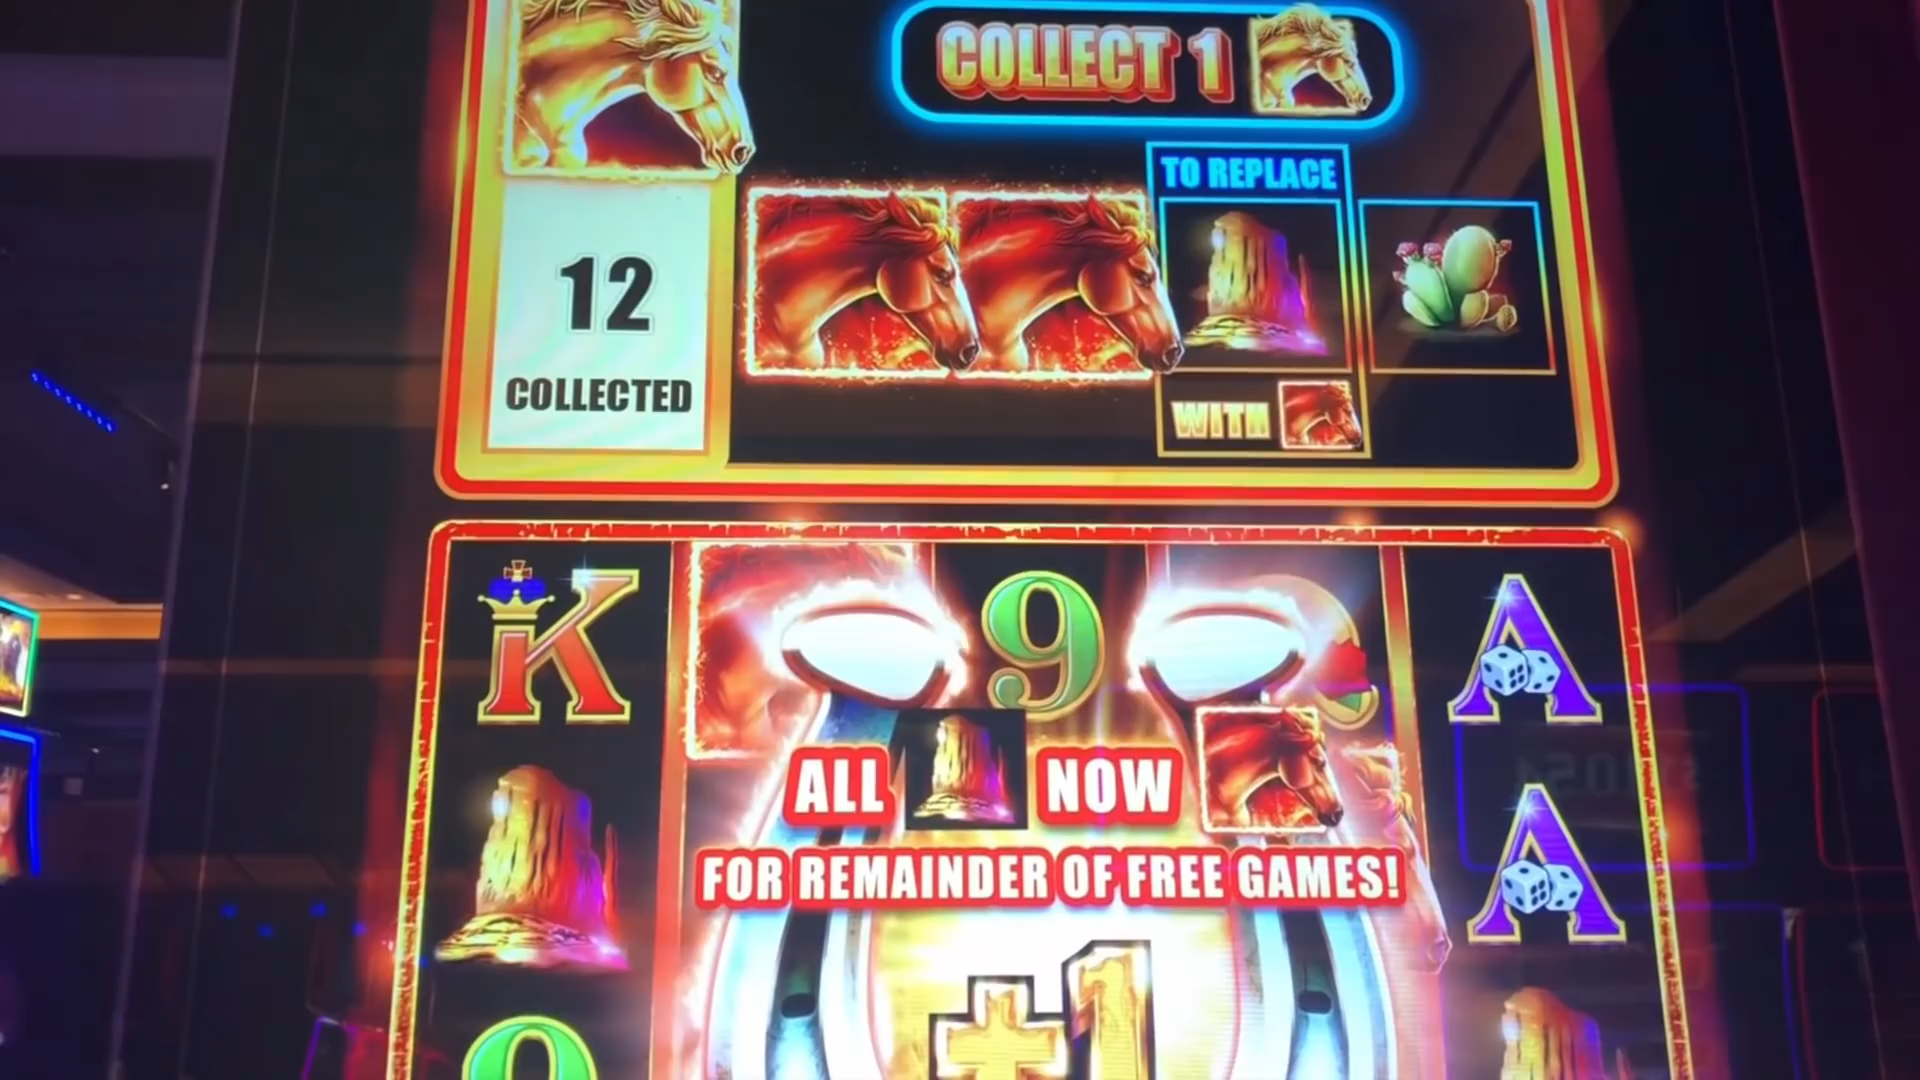 COLLECT 1
TO REPLACE
12
COLLECTED
WITH
K
9
A
ALL NOW
FOR REMAINDER OF FREE GAMES!
A
+1